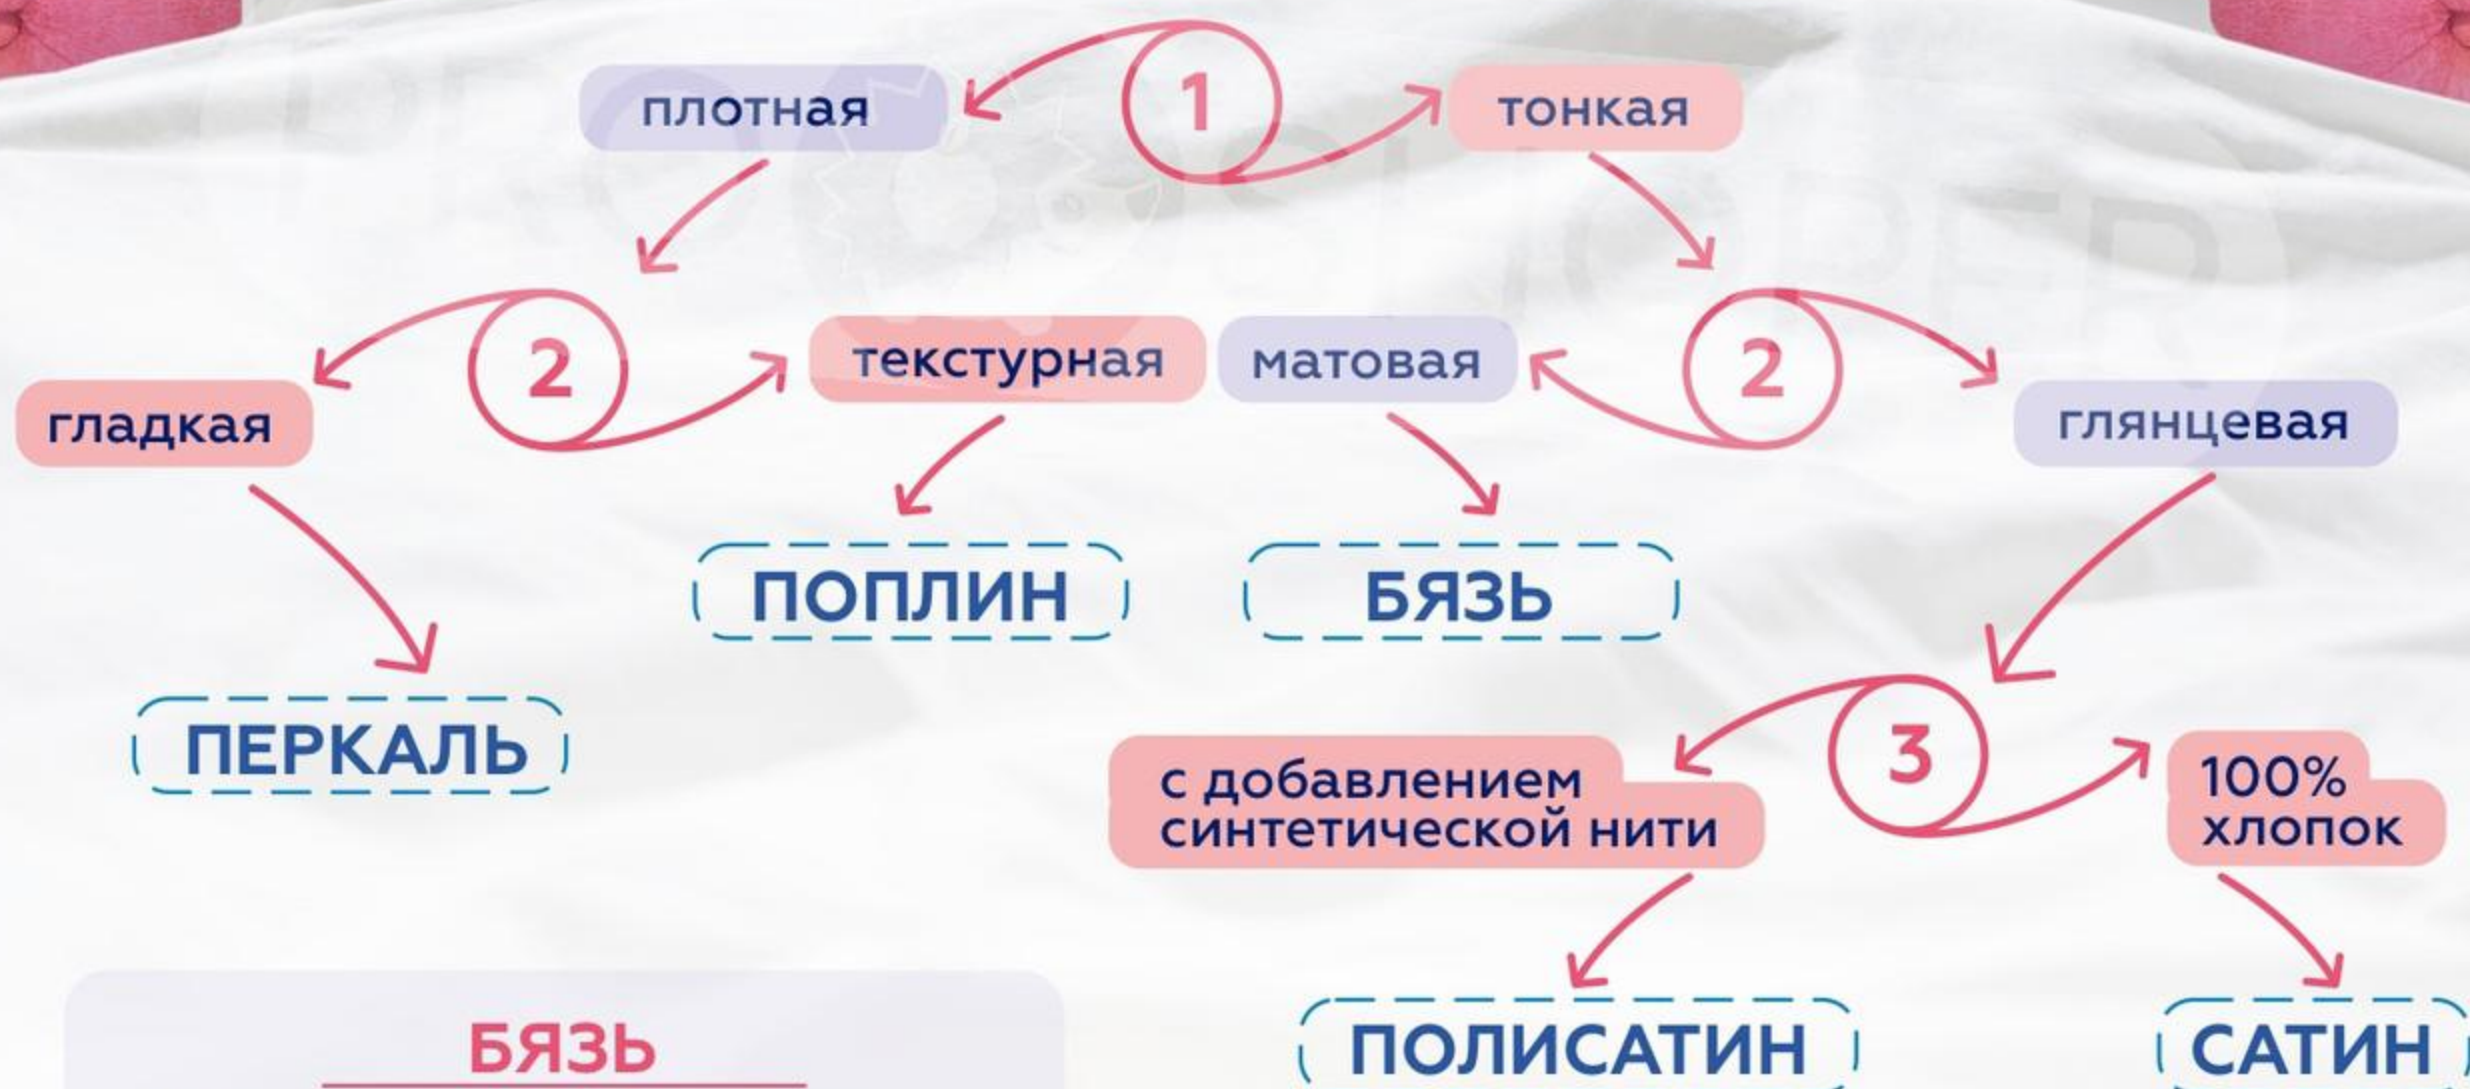 1
плотная
тонкая
2
текстурная
матовая
2
гладкая
глянцевая
ПОПЛИН
БЯЗЬ
ПЕРКАЛЬ
3
с добавлением
синтетической нити
100%
хлопок
БЯЗЬ
ПОЛИСАТИН
САТИН